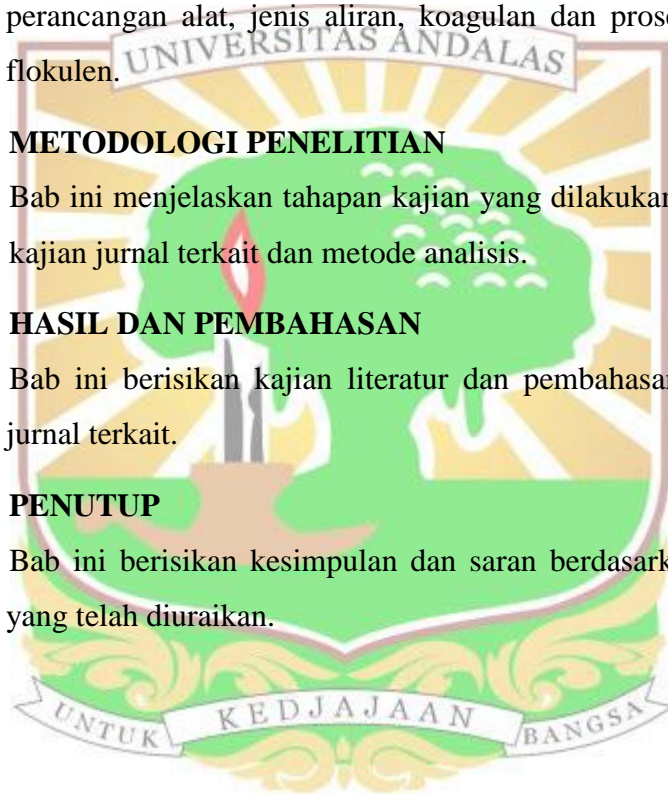 perancangan alat, jenis aliran, koagulan dan
flokulen.
UNIVERSITAS ANDALAS
METODOLOGI PENELITIAN
Bab ini menjelaskan tahapan kajian yang dilakukan
kajian jurnal terkait dan metode analisis.
HASIL DAN PEMBAHASAN
Bab ini berisikan kajian literatur dan pembahasan
jurnal terkait.
PENUTUP
Bab ini berisikan kesimpulan dan saran
yang telah diuraikan.
UNTUK KEDJAJAAN BANGSA